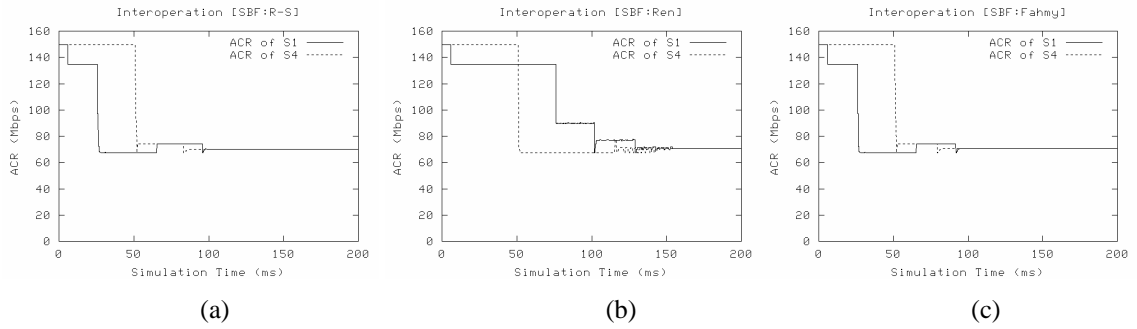 Interoperation [SBF:R-S]
ACR of S1
ACR of S4
ACR (Mbps)
160
140
120
100
80
60
40
20
0
0 50 100 150 200
Simulation Time (ms)
(a)
Interoperation [SBF:Ren]
ACR of S1
ACR of S4
ACR (Mbps)
160
140
120
100
80
60
40
20
0
0 50 100 150 200
Simulation Time (ms)
(b)
Interoperation [SBF:Fahmy]
ACR of S1
ACR of S4
ACR (Mbps)
160
140
120
100
80
60
40
20
0
0 50 100 150 200
Simulation Time (ms)
(c)